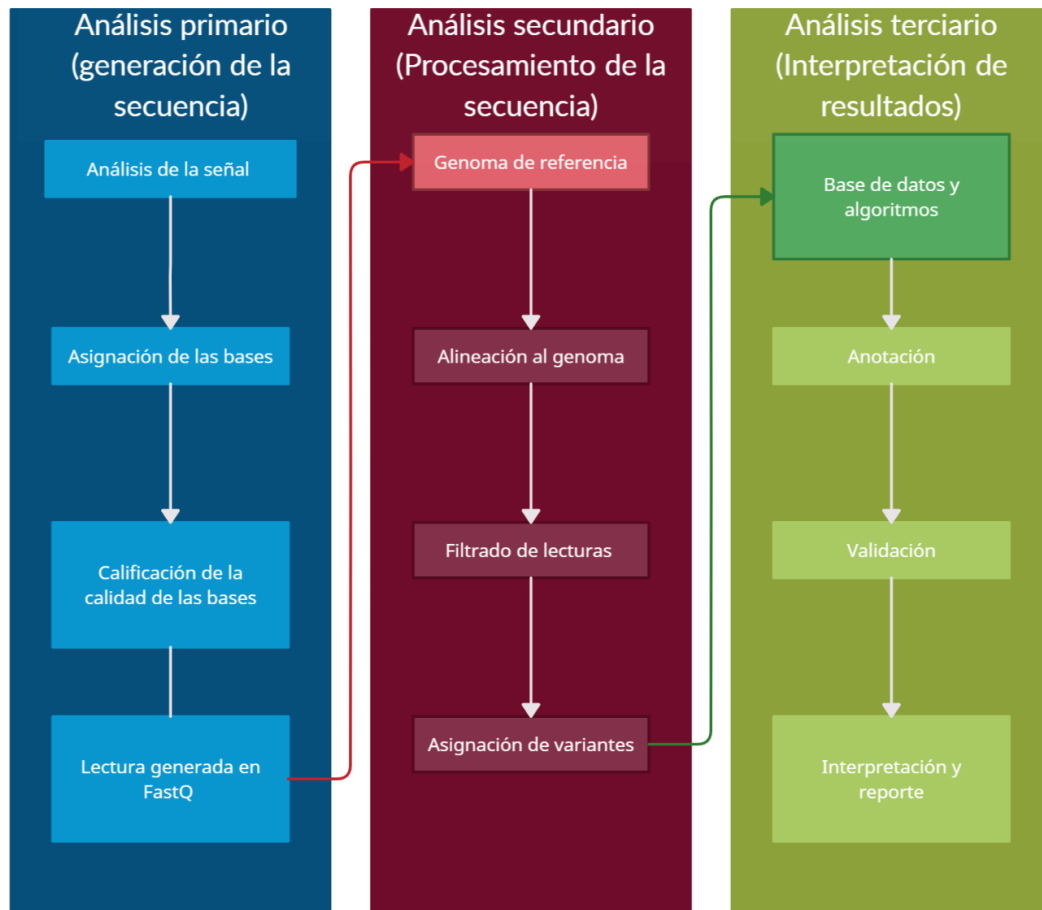 Análisis primario
(generación de la
secuencia)
Análisis de la señal
Asignación de las bases
Calificación de la
calidad de las bases
Lectura generada en
FastQ
Análisis secundario
(Procesamiento de la
secuencia)
Genoma de referencia
Alineación al genoma
Filtrado de lecturas
Asignación de variantes
Análisis terciario
(Interpretación de
resultados)
Base de datos y
algoritmos
Anotación
Validación
Interpretación y
reporte